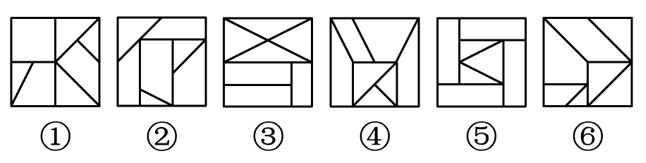 ① ② ③ ④ ⑤ ⑥